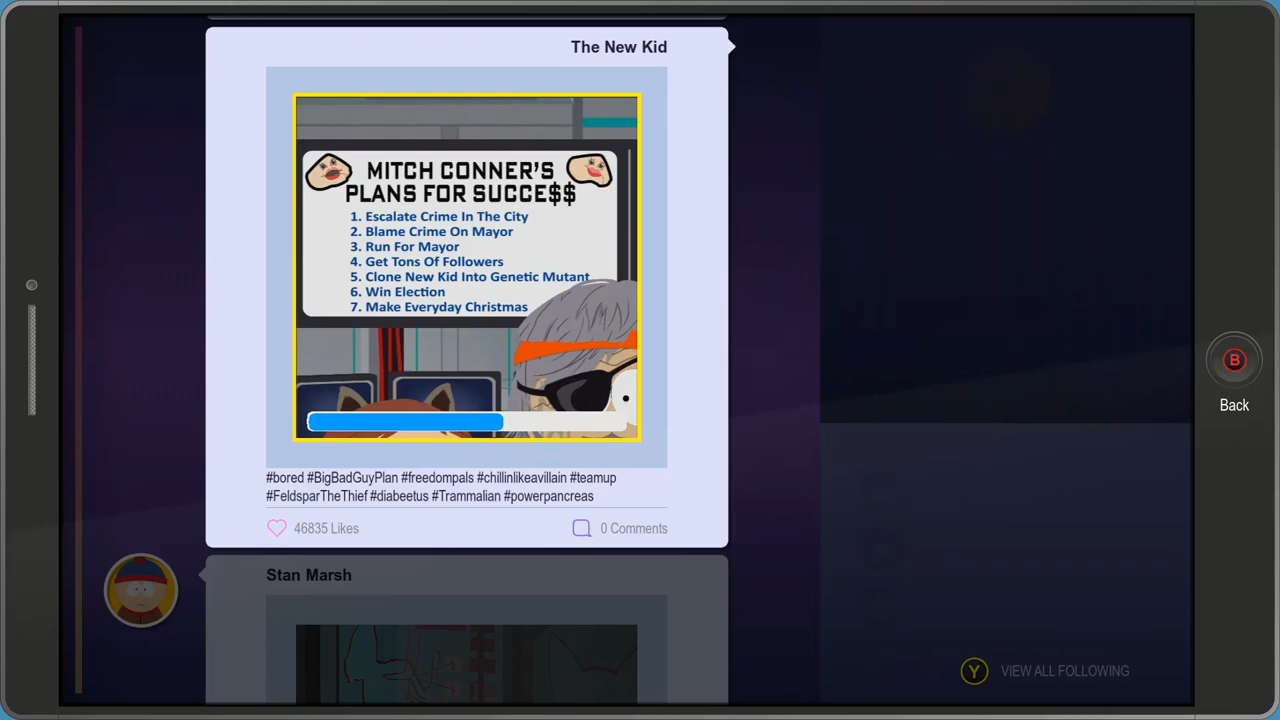 The New Kid
MITCH CONNER'S
PLANS FOR SUCCE$$
1. Escalate Crime In The City
2. Blame Crime On Mayor
3. Run For Mayor
4. Get Tons Of Followers
5. Clone New Kid Into Genetic Mutant
6. Win Election
7. Make Everyday Christmas
#bored #BigBadGuyPlan #freedompals #chillinlikeavillain #teamup
#FeldsparTheThief #diabeetus #Trammalian #powerpancreas
46835 Likes
0 Comments
Stan Marsh
B
Back
Y
VIEW ALL FOLLOWING